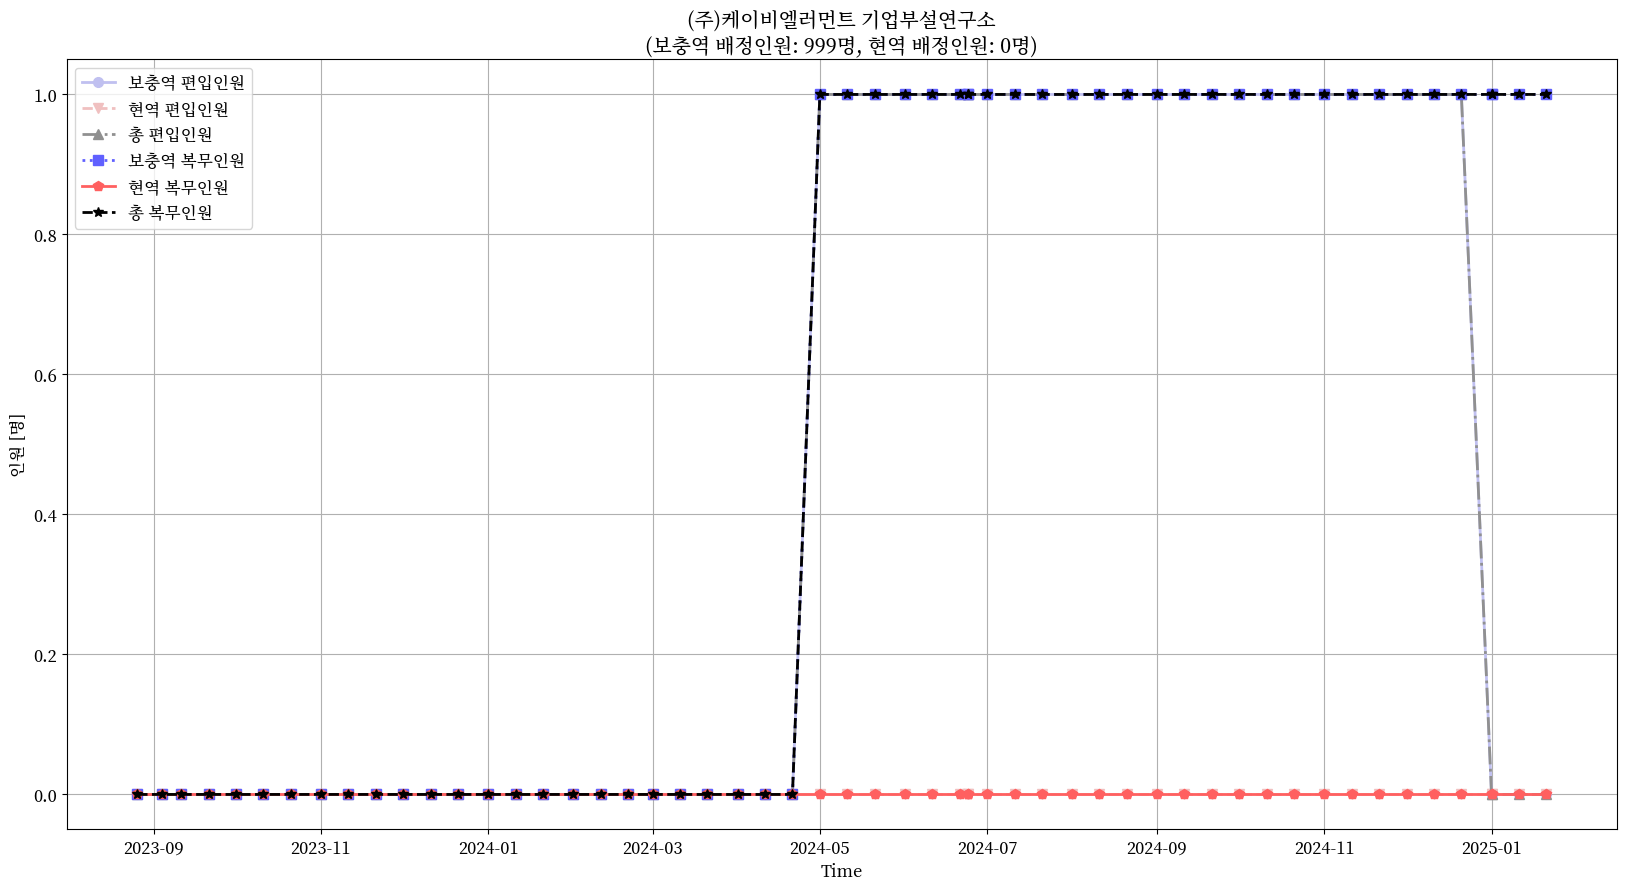 (주)케이비엘러먼트 기업부설연구소
(보충역 배정인원: 999명, 현역 배정인원: 0명)
보충역 편입인원
현역 편입인원
총 편입인원
보충역 복무인원
현역 복무인원
총 복무인원
1.0
0.8
0.6
0.4
0.2
0.0
인원 [명]
2023-09
2023-11
2024-01
2024-03
2024-05
2024-07
2024-09
2024-11
2025-01
Time